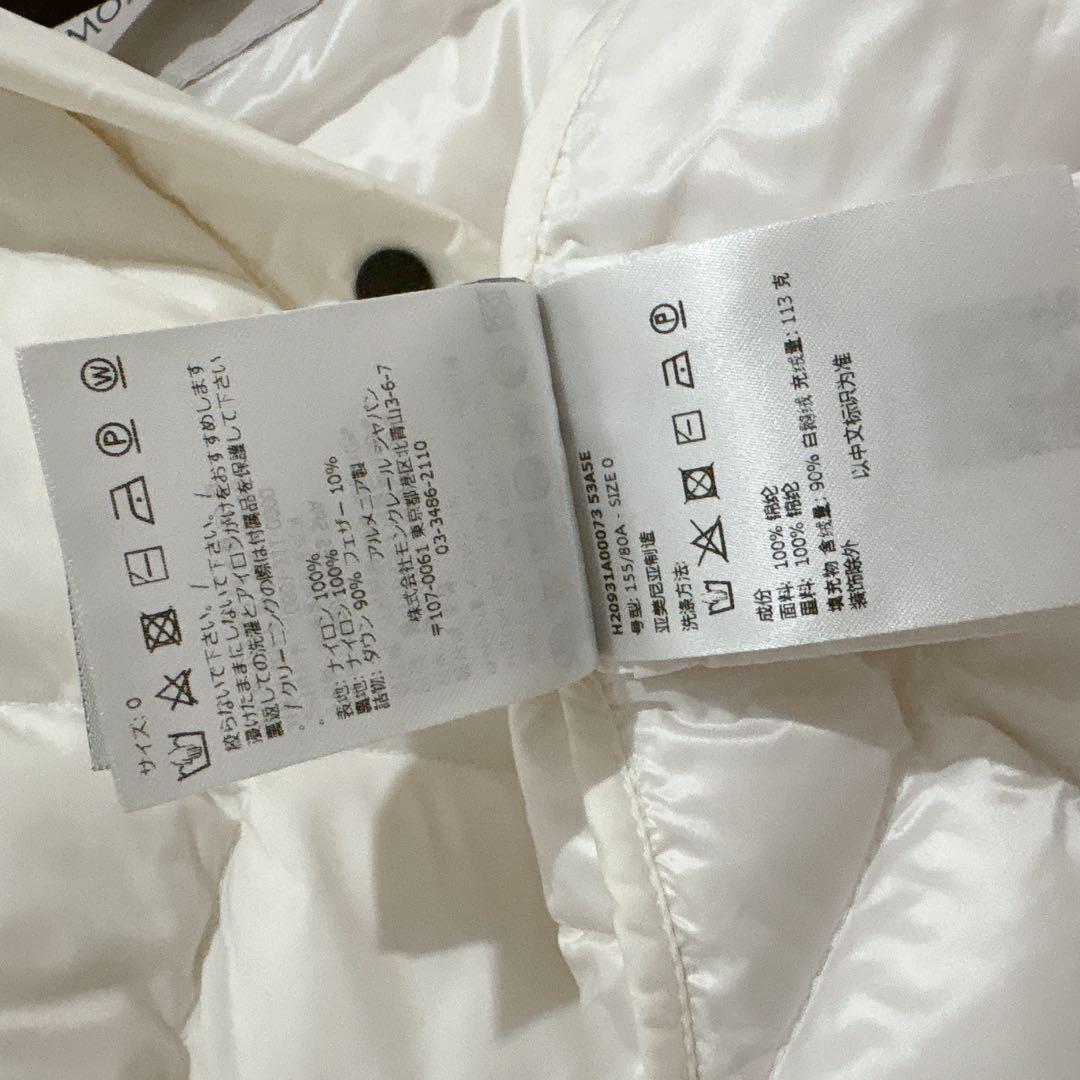 MO
サイズ: 0
絞らないで下さい。/
浸けたままにしないで下さい。/
裏返しての洗濯とアイロンがけをおすすめします
。/ クリーニングの際は付属品を保護して下さい
。
表地: ナイロン 100%
裏地: ナイロン 100%
詰物: ダウン 90% フェザー 10%
アルメニア製
株式会社モンクレール ジャパン
〒107-0061 東京都港区北青山3-6-7
03-3486-2110
H20931A00073 53A5E
号型: 155/80A - SIZE 0
亚美尼亚制造
洗涤方法:
成份
面料: 100% 锦纶
里料: 100% 锦纶
填充物 含绒量: 90% 白鹅绒 充绒量: 113 克
装饰除外
以中文标识为准